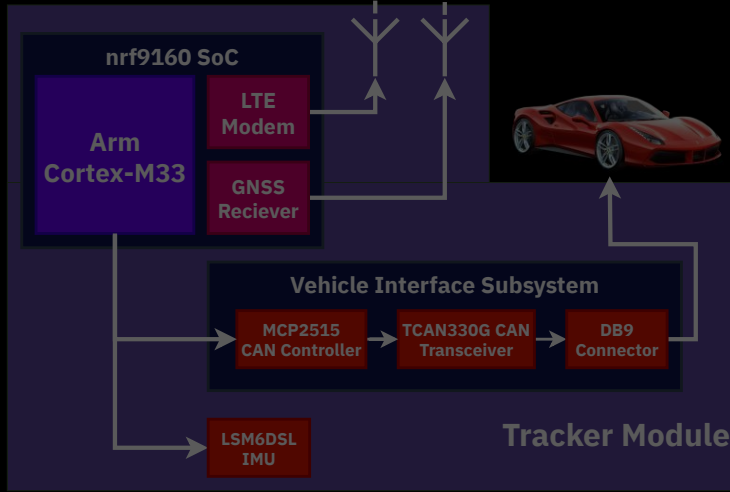 nrf9160 SoC
Arm
Cortex-M33
LTE
Modem
GNSS
Reciever
Vehicle Interface Subsystem
MCP2515
CAN Controller
TCAN330G CAN
Transceiver
DB9
Connector
LSM6DSL
IMU
Tracker Module